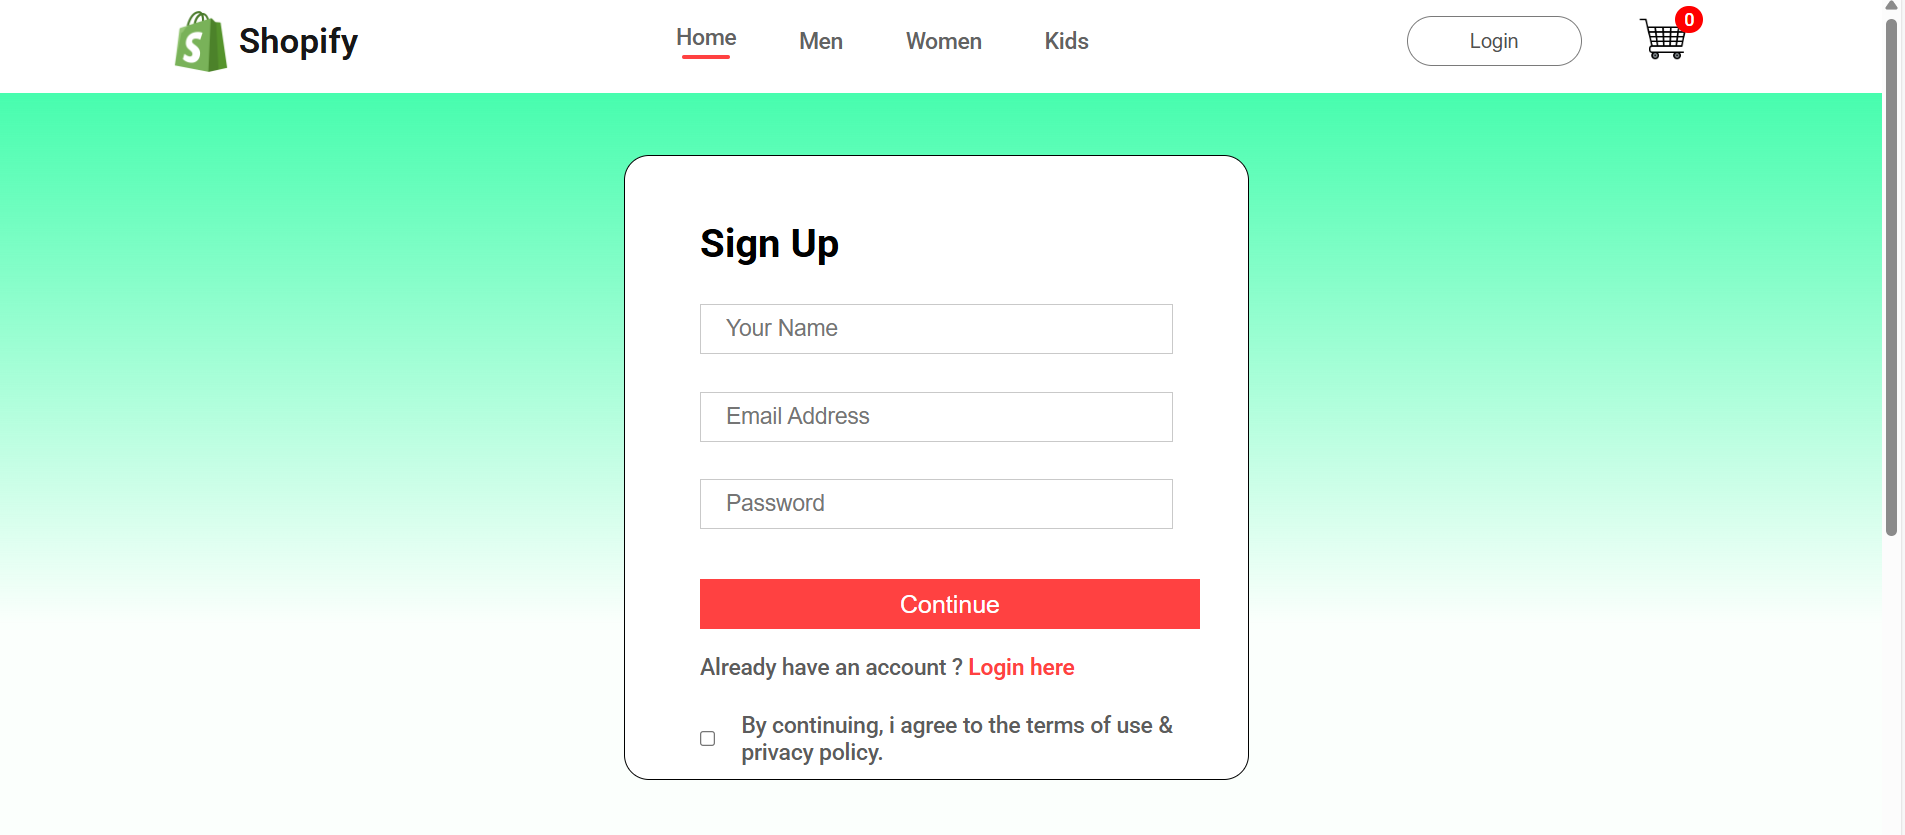 Shopify
Home Men Women Kids
Login
0
Sign Up
Your Name
Email Address
Password
Continue
Already have an account ? Login here
By continuing, i agree to the terms of use &
privacy policy.